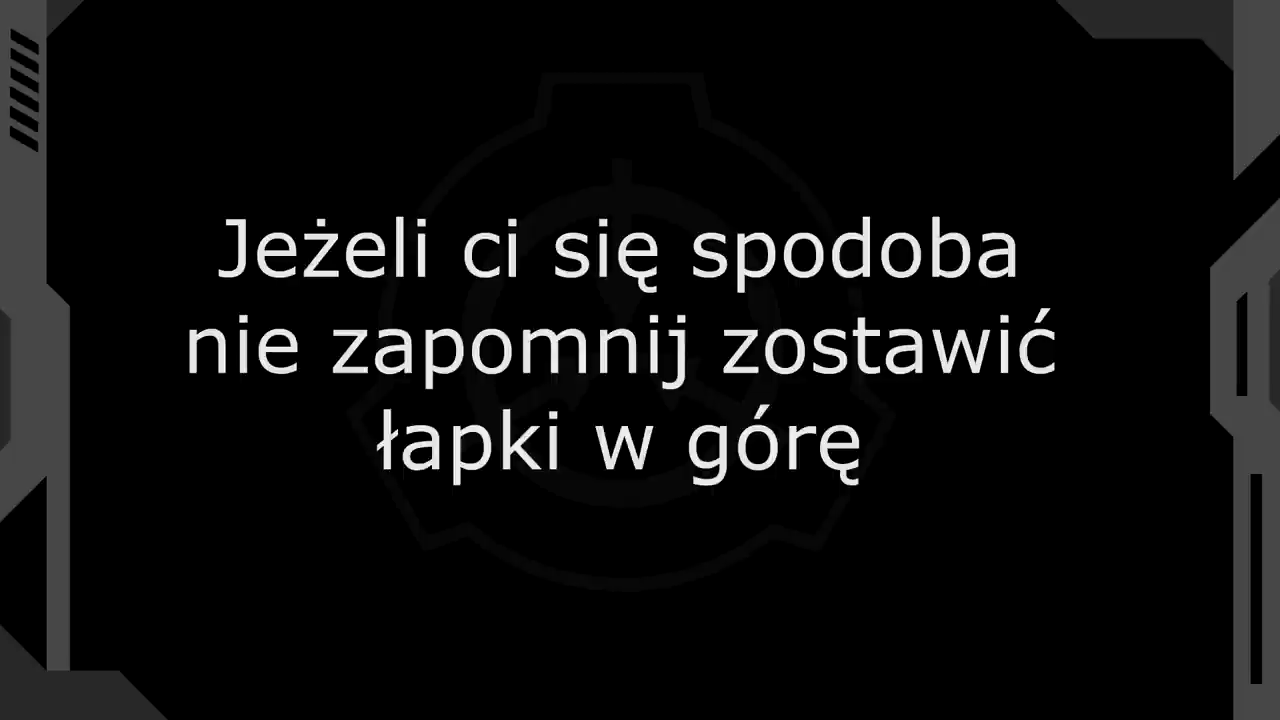 Jeżeli ci się spodoba
nie zapomnij zostawić
łapki w górę